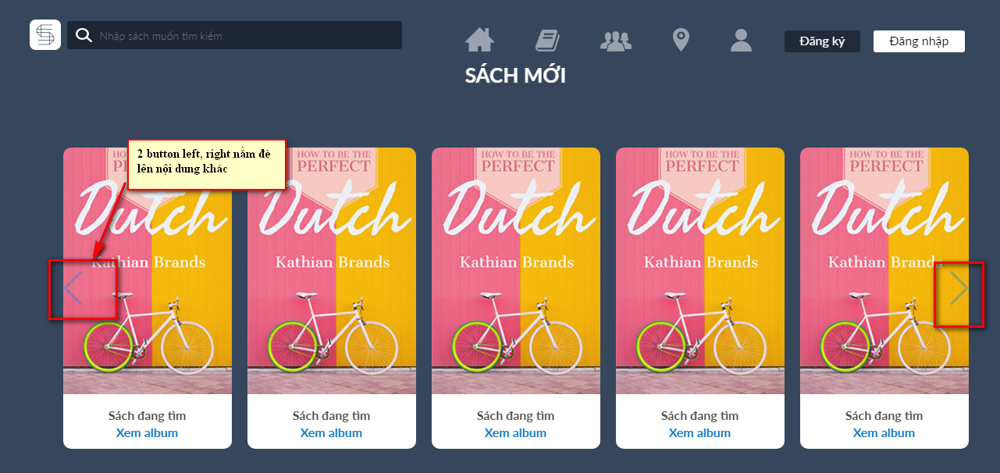 Nhập sách muốn tìm kiếm
Đăng ký
Đăng nhập
SÁCH MỚI
2 button left, right nằm đè
lên nội dung khác
HO
P
Dutch
Kathian Brands
Sách đang tìm
Xem album
HOW TO BE THE
PERFECT
Dutch
Kathian Brands
Sách đang tìm
Xem album
HOW TO BE THE
PERFECT
Dutch
Kathian Brands
Sách đang tìm
Xem album
HOW TO BE THE
PERFECT
Dutch
Kathian Brands
Sách đang tìm
Xem album
HOW TO BE THE
PERFECT
Dutch
Kathian Brands
Sách đang tìm
Xem album